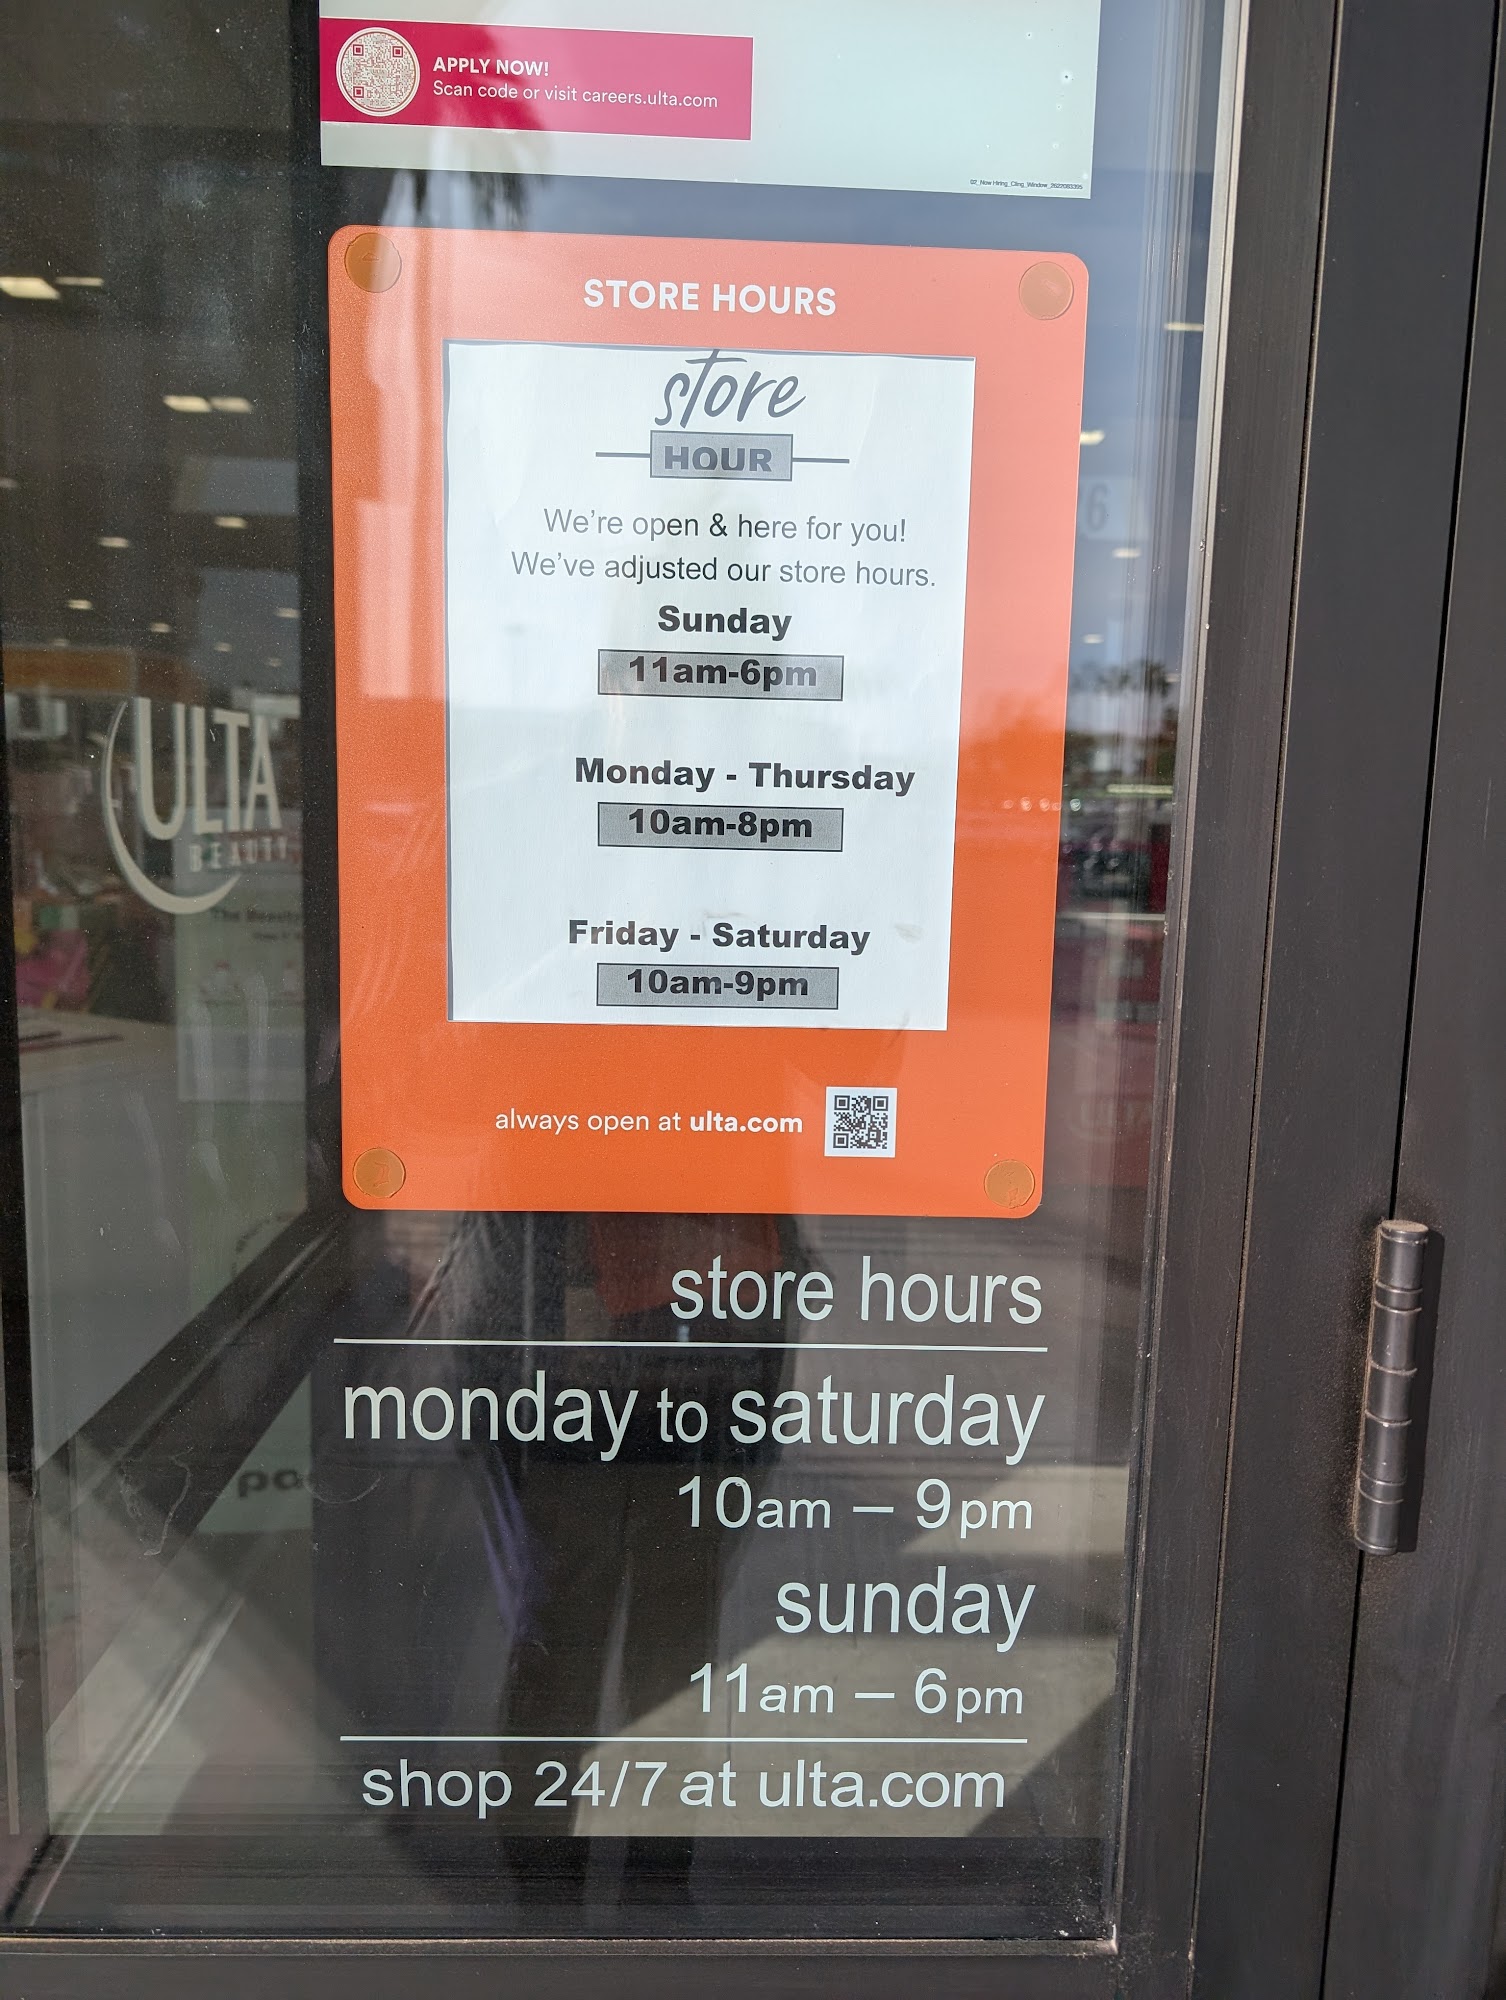 APPLY NOW!
Scan code or visit careers.ulta.com
STORE HOURS
store
HOUR
We're open & here for you!
We've adjusted our store hours.
Sunday
11am-6pm
Monday - Thursday
10am-8pm
Friday - Saturday
10am-9pm
always open at ulta.com
ULTA
BEAUTY
store hours
monday to saturday
10am – 9pm
sunday
11am – 6pm
shop 24/7 at ulta.com